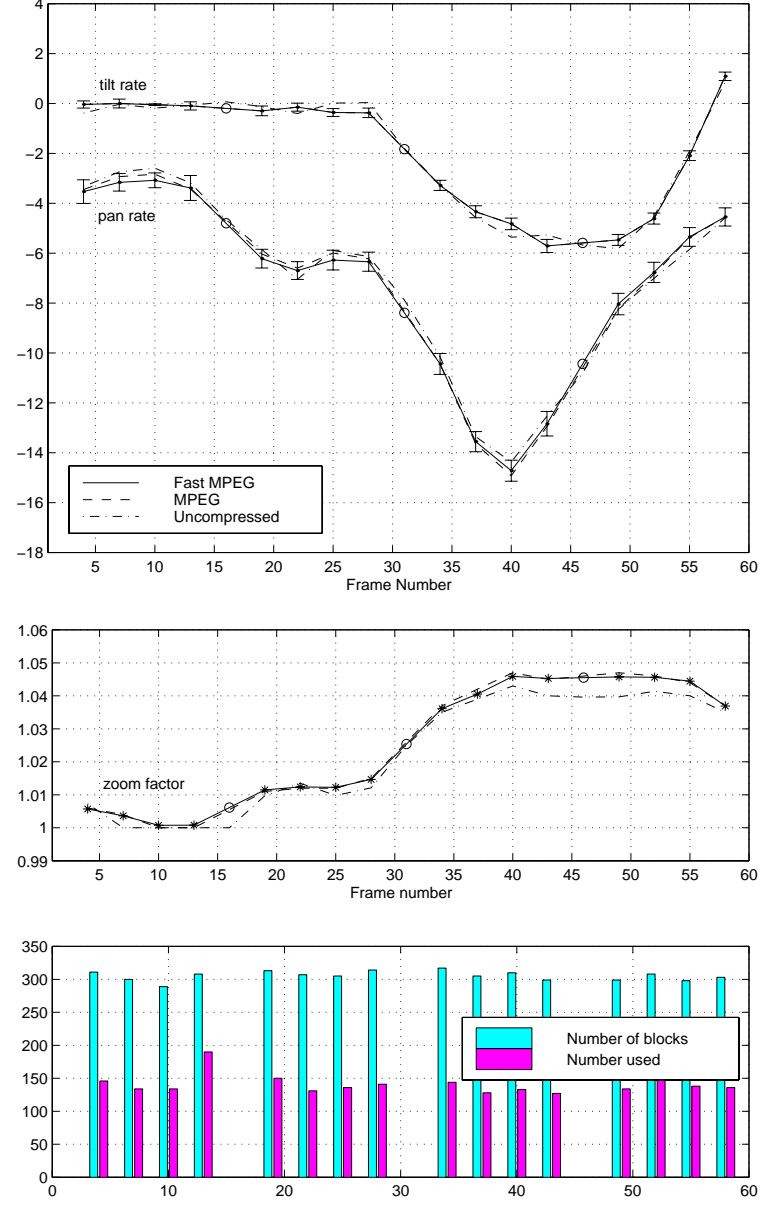 4
2
0
−2
−4
−6
−8
−10
−12
−14
−16
−18
tilt rate
pan rate
Fast MPEG
MPEG
Uncompressed
5 10 15 20 25 30 35 40 45 50 55 60
Frame Number
1.06
1.05
1.04
1.03
1.02
1.01
1
0.99
zoom factor
5 10 15 20 25 30 35 40 45 50 55 60
Frame number
350
300
250
200
150
100
50
0
Number of blocks
Number used
0 10 20 30 40 50 60